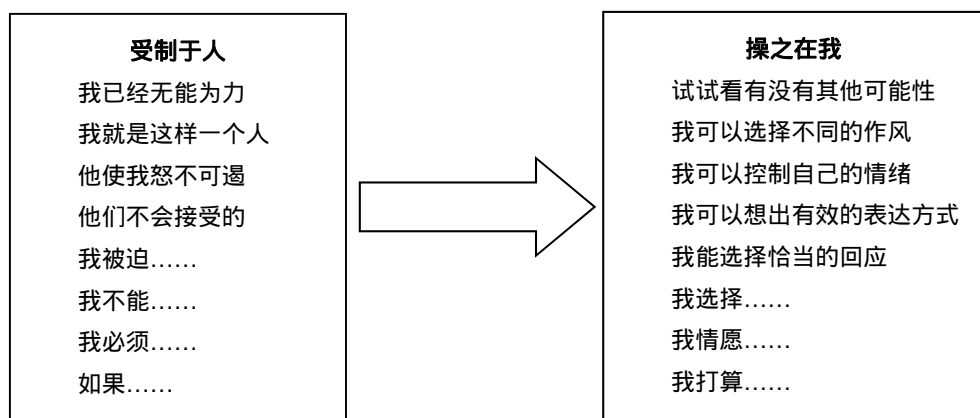 受制于人
我已经无能为力
我就是这样一个人
他使我怒不可遏
他们不会接受的
我被迫……
我不能……
我必须……
如果……
操之在我
试试看有没有其他可能性
我可以选择不同的作风
我可以控制自己的情绪
我可以想出有效的表达方式
我能选择恰当的回应
我选择……
我情愿……
我打算……